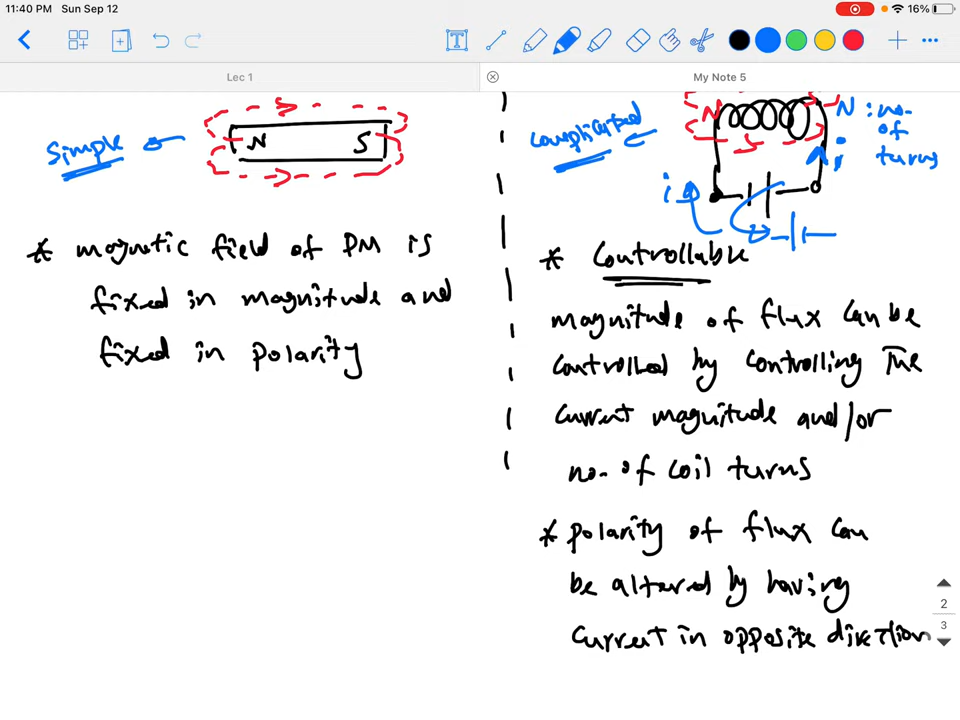 11:40 PM Sun Sep 12
16%
Lec 1
My Note 5
Simple
N S
* magnetic field of PM is
fixed in magnitude and
fixed in polarity
Complicated
N
S
N : no.
of
turns
i
i
* Controllable
magnitude of flux can be
controlled by controlling the
current magnitude and/or
no. of coil turns
* polarity of flux can
be altered by having
current in opposite direction
2
3